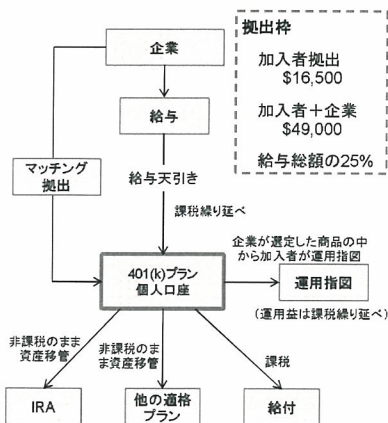 企業
給与
マッチング
拠出
給与天引き
課税繰り延べ
拠出枠
加入者拠出
$16,500
加入者+企業
$49,000
給与総額の25%
401(k)プラン
個人口座
企業が選定した商品の中
から加入者が運用指図
運用指図
(運用益は課税繰り延べ)
非課税のまま
資産移管
非課税のま
ま資産移管
課税
IRA
他の適格
プラン
給付